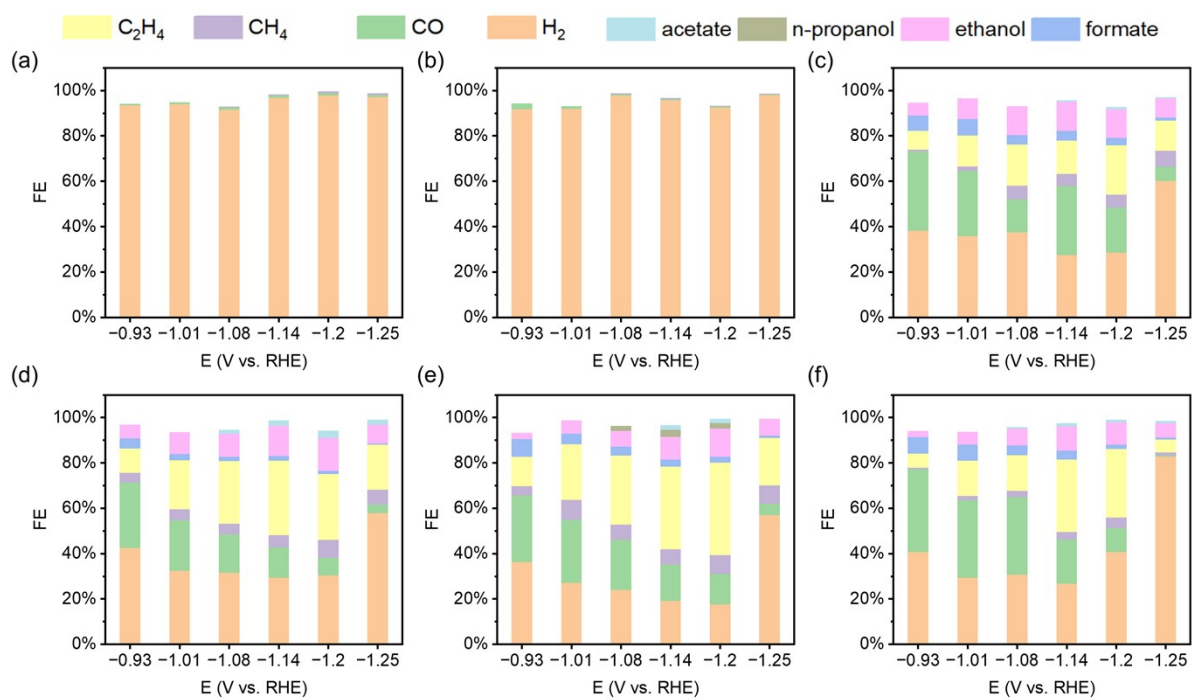 C₂H₄ CH₄ CO H₂ acetate n-propanol ethanol formate
(a) (b) (c)
100% 100% 100%
80% 80% 80%
60% 60% 60%
40% 40% 40%
20% 20% 20%
0% 0% 0%
FE FE FE
−0.93 −1.01 −1.08 −1.14 −1.2 −1.25 −0.93 −1.01 −1.08 −1.14 −1.2 −1.25 −0.93 −1.01 −1.08 −1.14 −1.2 −1.25
E (V vs. RHE) E (V vs. RHE) E (V vs. RHE)
(d) (e) (f)
100% 100% 100%
80% 80% 80%
60% 60% 60%
40% 40% 40%
20% 20% 20%
0% 0% 0%
FE FE FE
−0.93 −1.01 −1.08 −1.14 −1.2 −1.25 −0.93 −1.01 −1.08 −1.14 −1.2 −1.25 −0.93 −1.01 −1.08 −1.14 −1.2 −1.25
E (V vs. RHE) E (V vs. RHE) E (V vs. RHE)